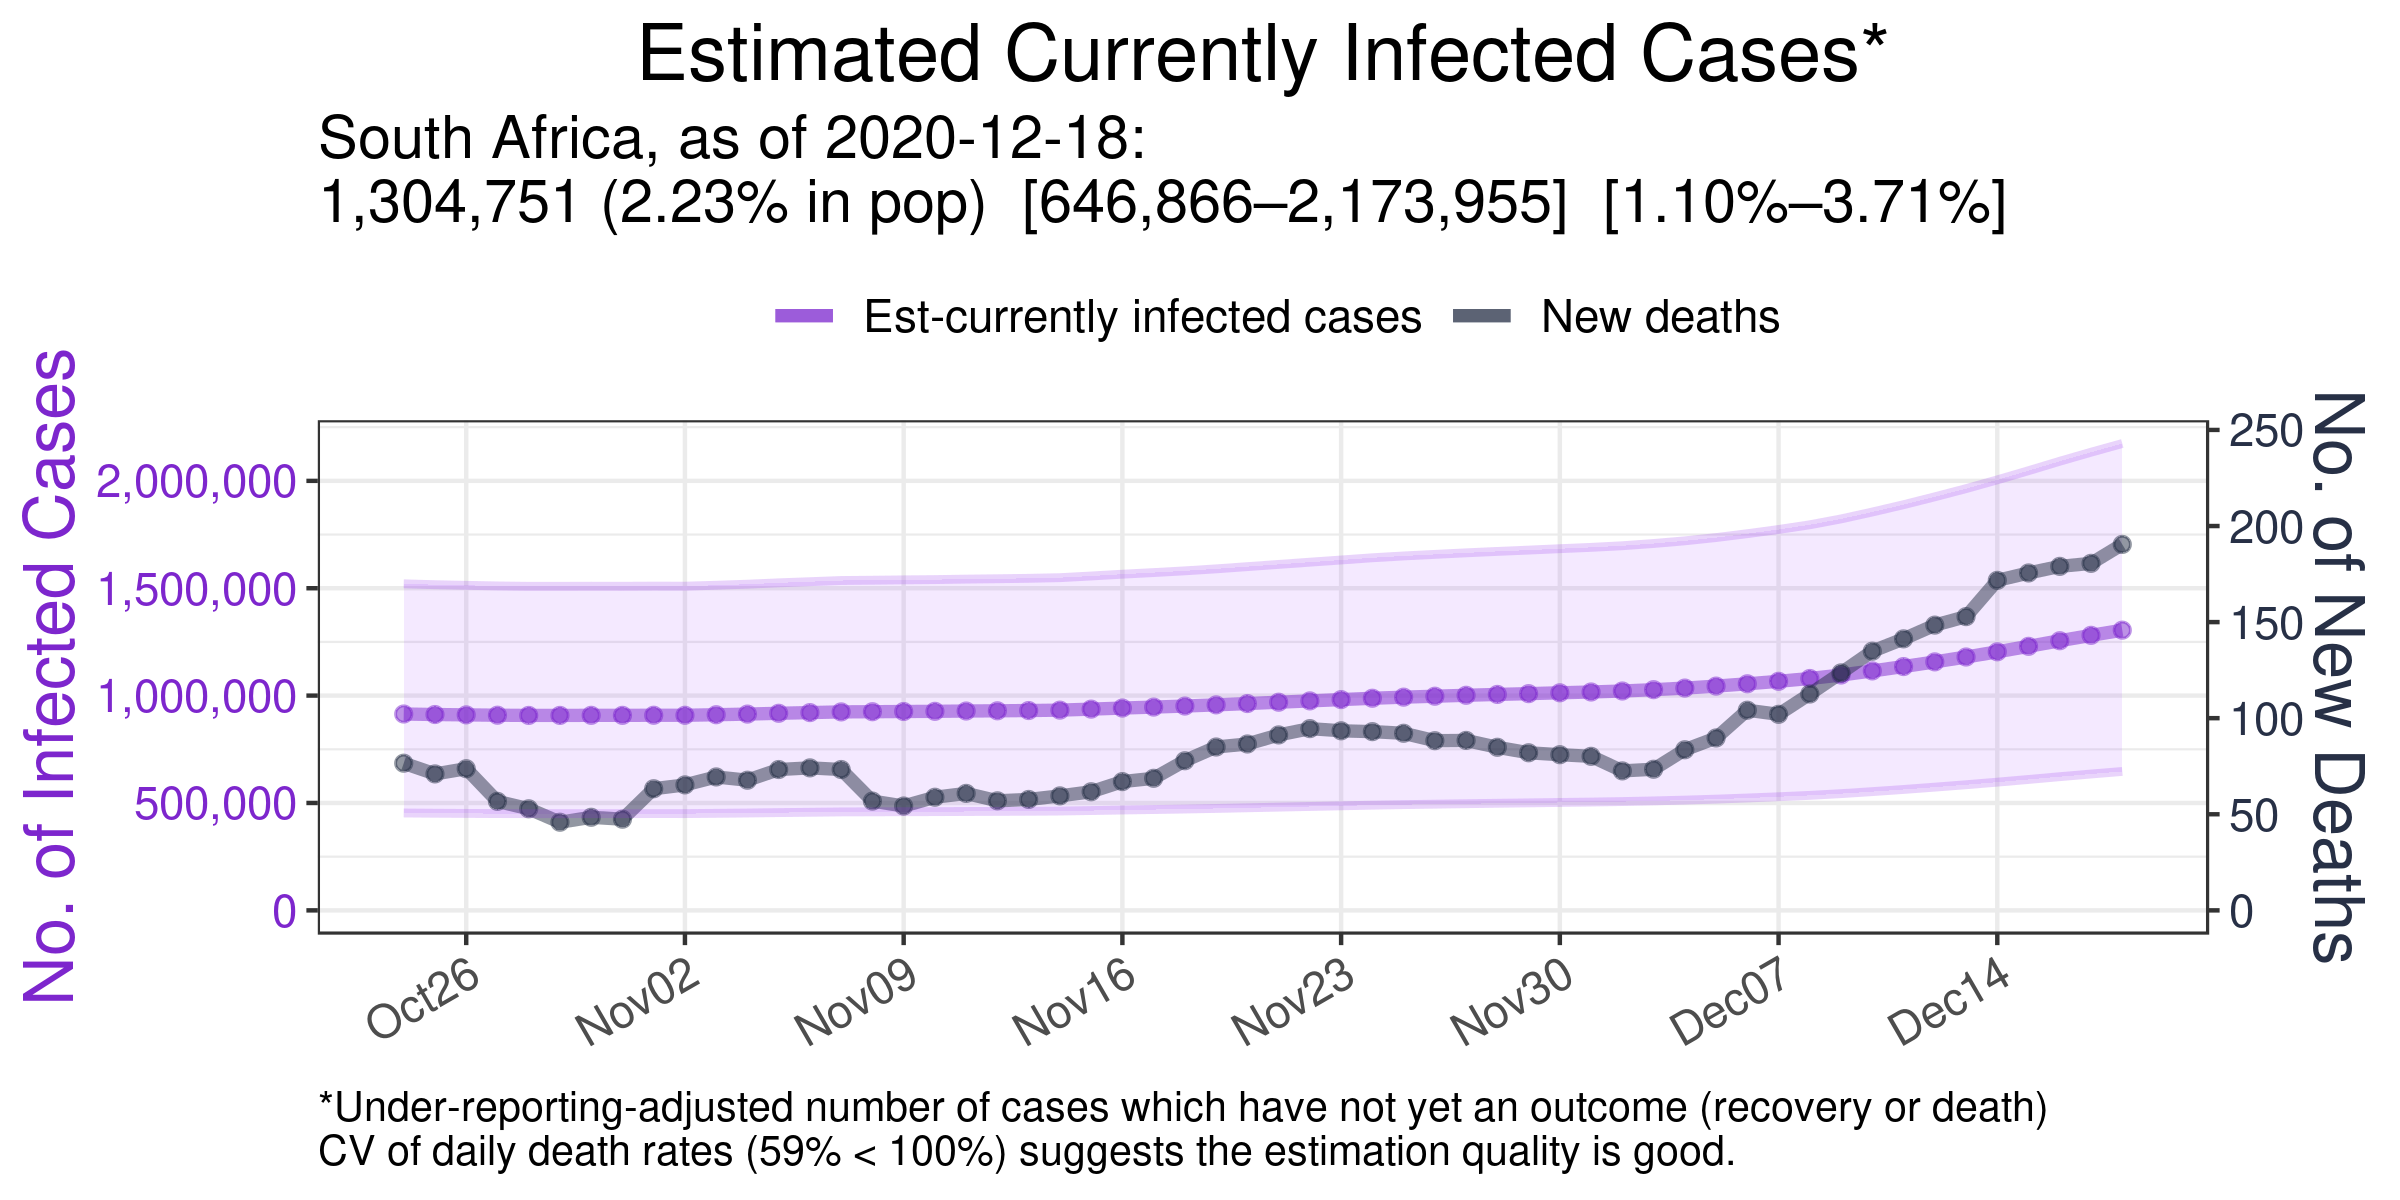 Estimated Currently Infected Cases*
South Africa, as of 2020-12-18:
1,304,751 (2.23% in pop)  [646,866–2,173,955]  [1.10%–3.71%]
Est-currently infected cases
New deaths
No. of Infected Cases
2,000,000
1,500,000
1,000,000
500,000
0
250
200
150
100
50
0
No. of New Deaths
Oct26
Nov02
Nov09
Nov16
Nov23
Nov30
Dec07
Dec14
*Under-reporting-adjusted number of cases which have not yet an outcome (recovery or death)
CV of daily death rates (59% < 100%) suggests the estimation quality is good.